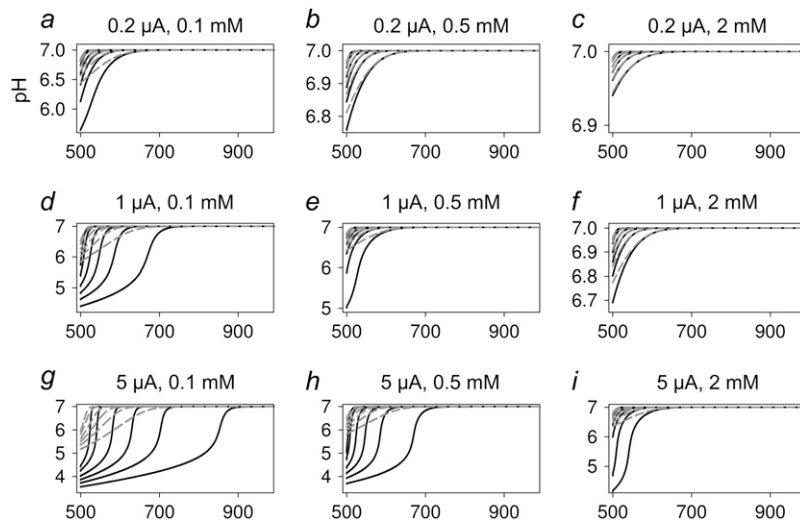 a 0.2 µA, 0.1 mM
b 0.2 µA, 0.5 mM
c 0.2 µA, 2 mM
pH
7.0
6.5
6.0
500 700 900
7.0
6.9
6.8
500 700 900
7.0
6.9
500 700 900
d 1 µA, 0.1 mM
e 1 µA, 0.5 mM
f 1 µA, 2 mM
7
6
5
500 700 900
7
6
5
500 700 900
7.0
6.9
6.8
6.7
500 700 900
g 5 µA, 0.1 mM
h 5 µA, 0.5 mM
i 5 µA, 2 mM
7
6
5
4
500 700 900
7
6
5
4
500 700 900
7
6
5
500 700 900